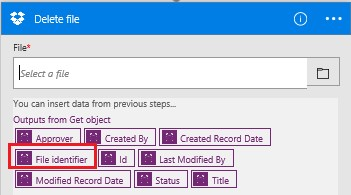 Delete file
File*
Select a file
You can insert data from previous steps...
Outputs from Get object
Approver Created By Created Record Date
File identifier Id Last Modified By
Modified Record Date Status Title